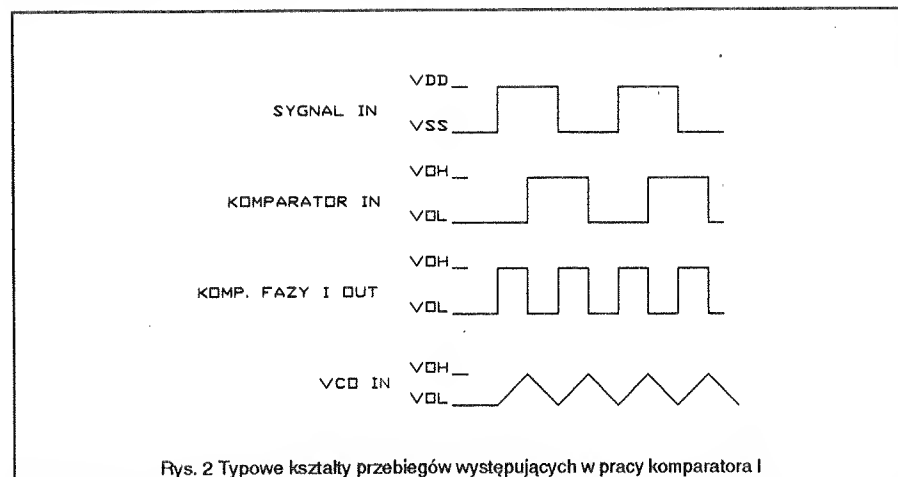 VDD
SYGNAL IN
VSS
VOH
KOMPARATOR IN
VOL
VOH
KOMP. FAZY I OUT
VOL
VOH
VCO IN
VOL
Rys. 2 Typowe kształty przebiegów występujących w pracy komparatora I